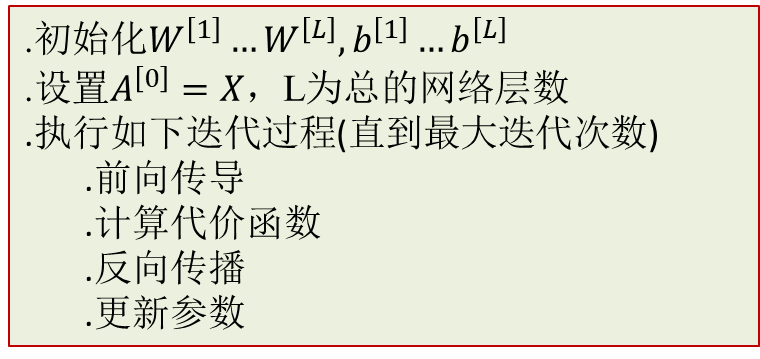 .初始化W^[1] … W^[L], b^[1] … b^[L]
.设置A^[0] = X，L为总的网络层数
.执行如下迭代过程(直到最大迭代次数)
.前向传导
.计算代价函数
.反向传播
.更新参数